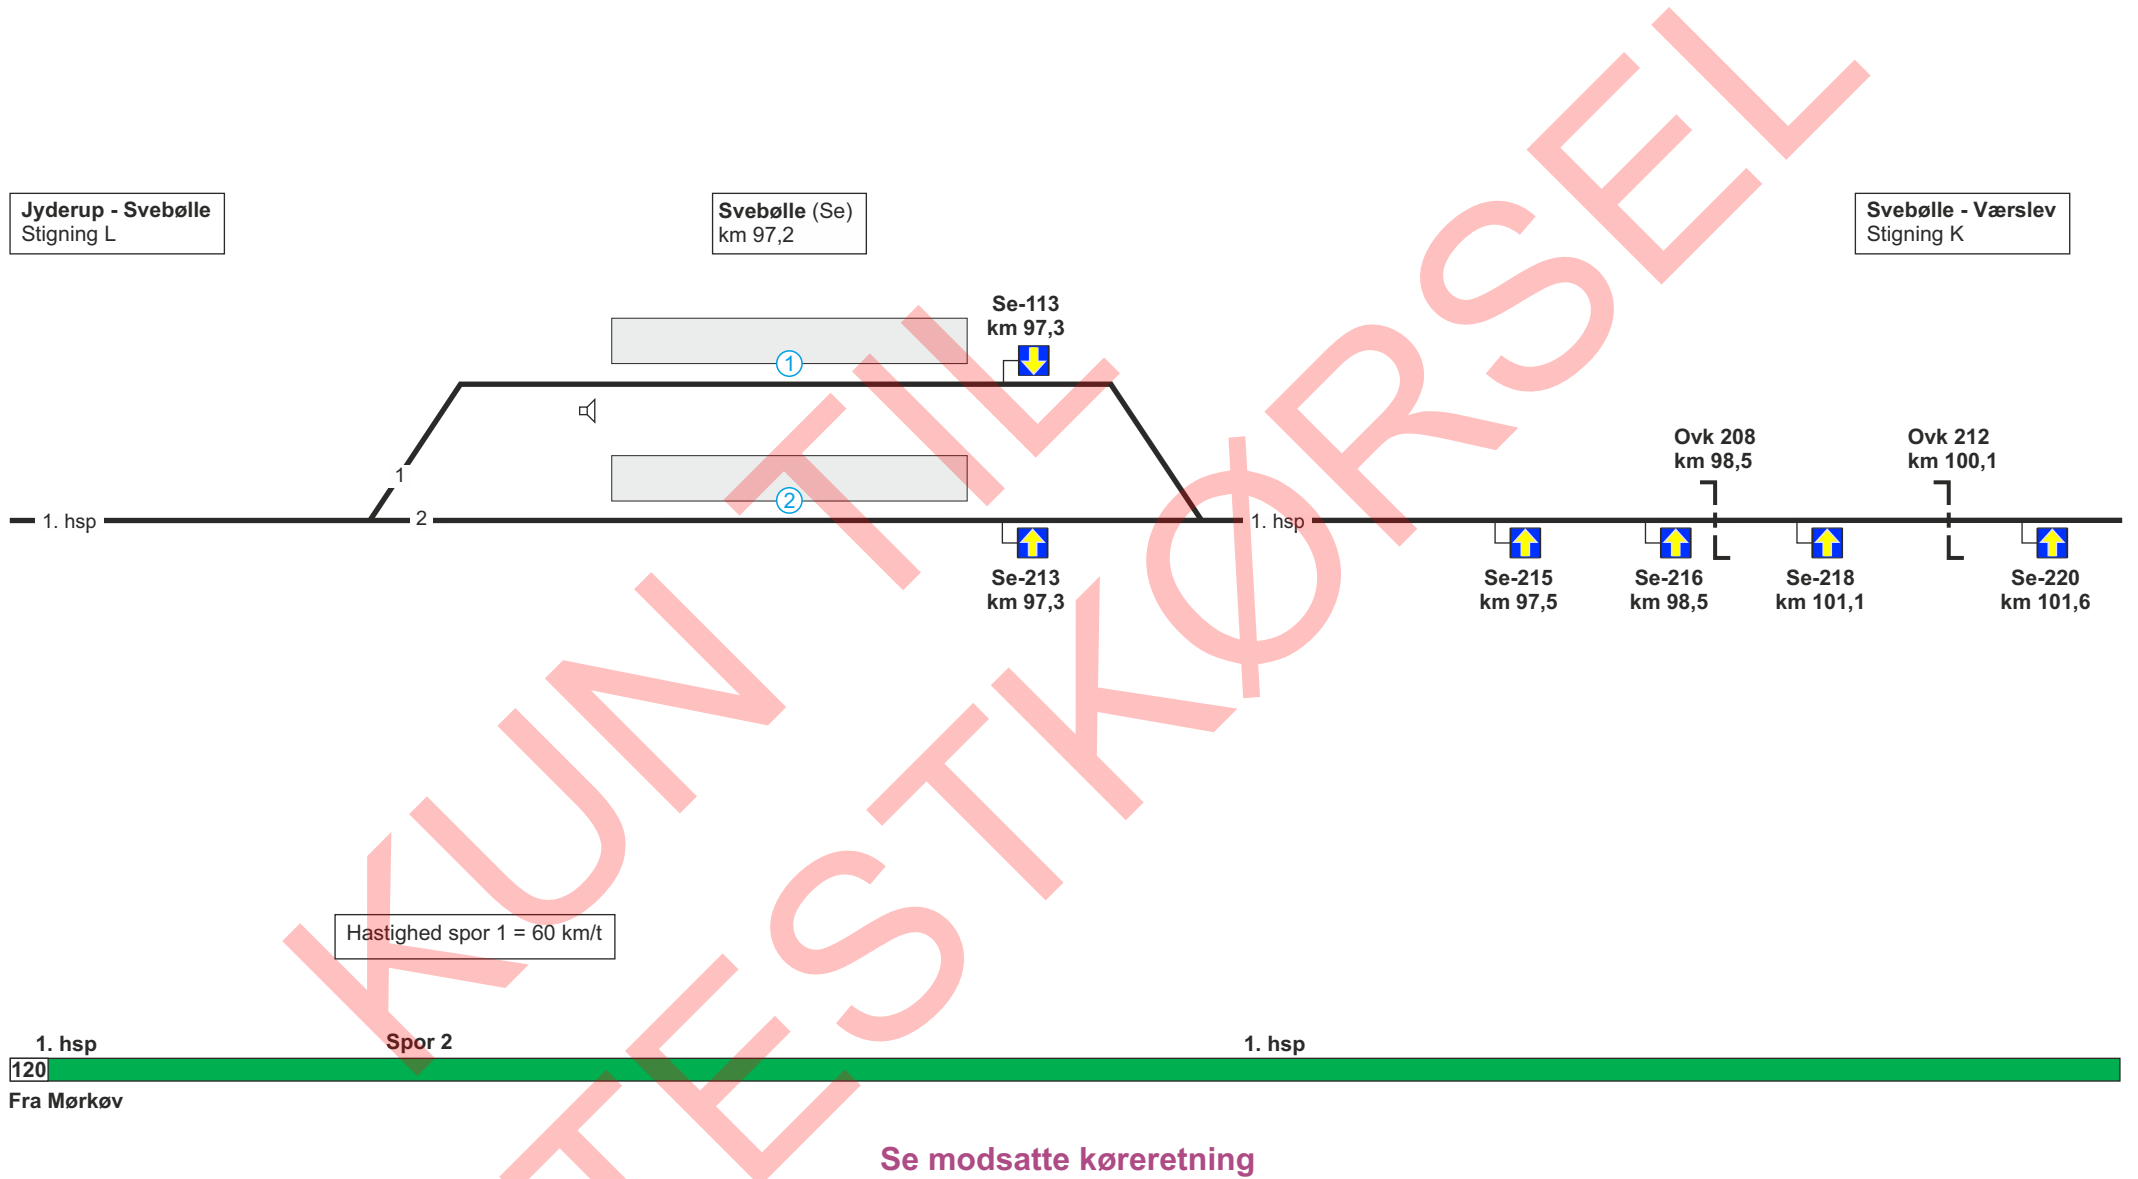 Jyderup - Svebølle
Stigning L
Svebølle (Se)
km 97,2
Svebølle - Værslev
Stigning K
Se-113
km 97,3
1
Ovk 208
km 98,5
Ovk 212
km 100,1
1
2
1. hsp
2
1. hsp
Se-213
km 97,3
Se-215
km 97,5
Se-216
km 98,5
Se-218
km 101,1
Se-220
km 101,6
KUN TIL
TESTKØRSEL
Hastighed spor 1 = 60 km/t
1. hsp
Spor 2
1. hsp
120
Fra Mørkøv
Se modsatte køreretning